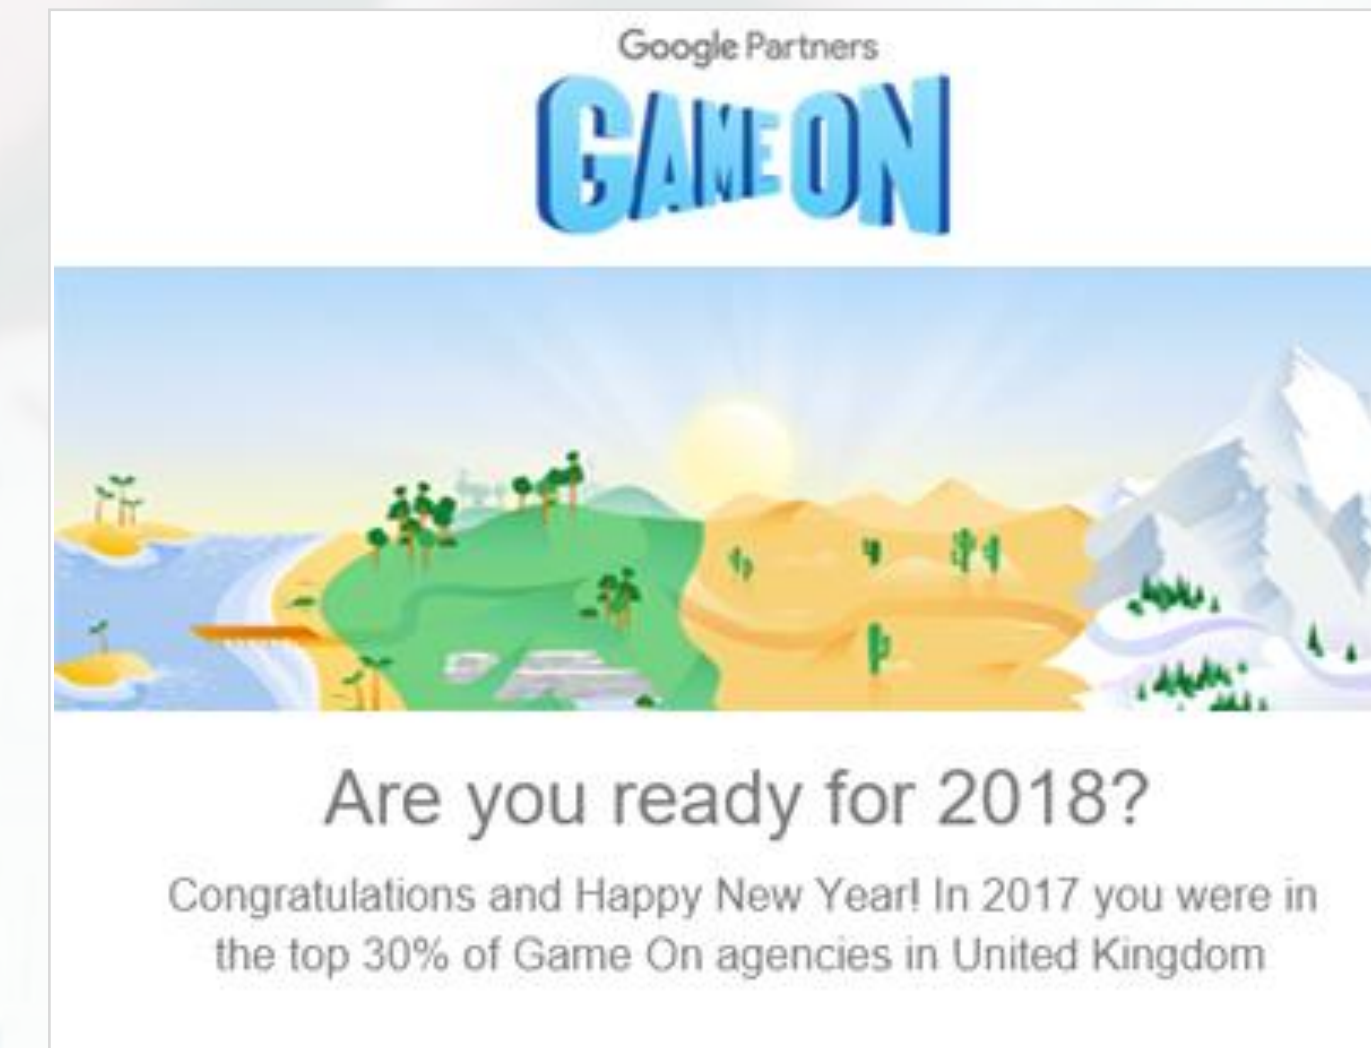 Google Partners
GAME ON
Are you ready for 2018?
Congratulations and Happy New Year! In 2017 you were in
the top 30% of Game On agencies in United Kingdom